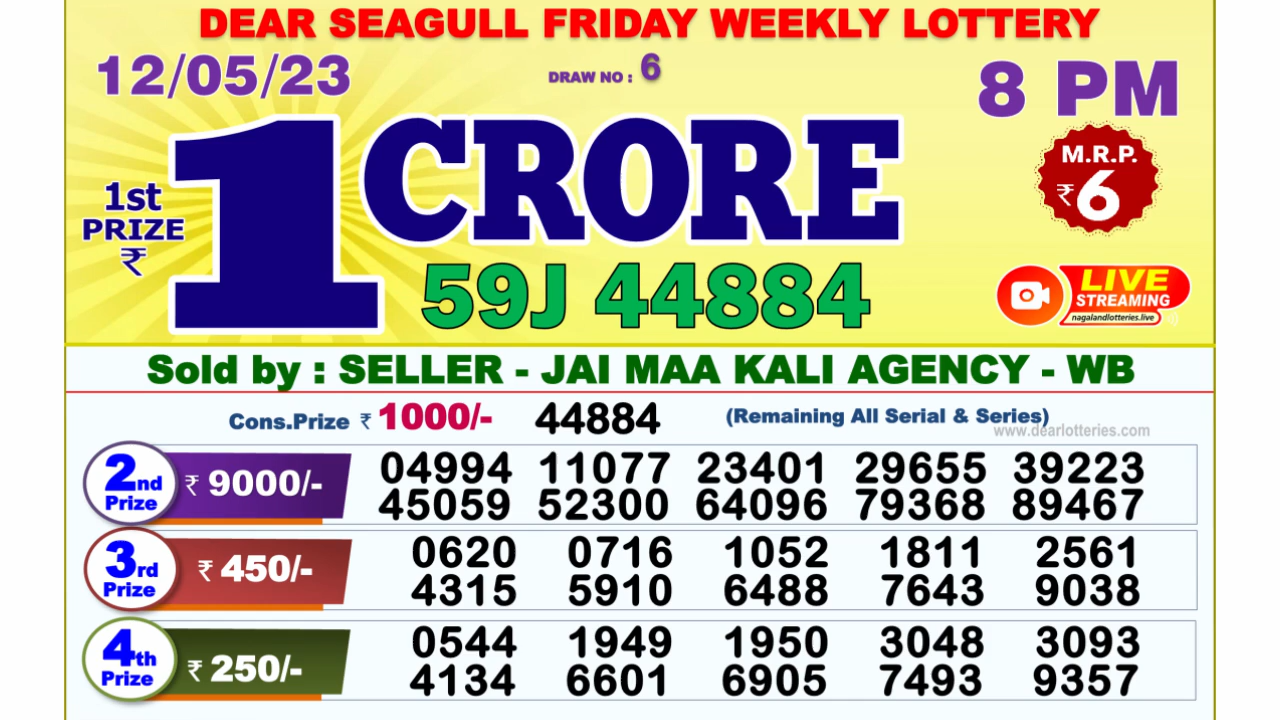 DEAR SEAGULL FRIDAY WEEKLY LOTTERY
12/05/23
DRAW NO : 6
8 PM
1st
PRIZE
₹
1 CRORE
M.R.P.
₹ 6
59J 44884
LIVE
STREAMING
nagalandlotteries.live
Sold by : SELLER - JAI MAA KALI AGENCY - WB
Cons.Prize ₹ 1000/- 44884 (Remaining All Serial & Series)
www.dearlotteries.com
2nd
Prize
₹ 9000/-
04994 11077 23401 29655 39223
45059 52300 64096 79368 89467
3rd
Prize
₹ 450/-
0620 0716 1052 1811 2561
4315 5910 6488 7643 9038
4th
Prize
₹ 250/-
0544 1949 1950 3048 3093
4134 6601 6905 7493 9357